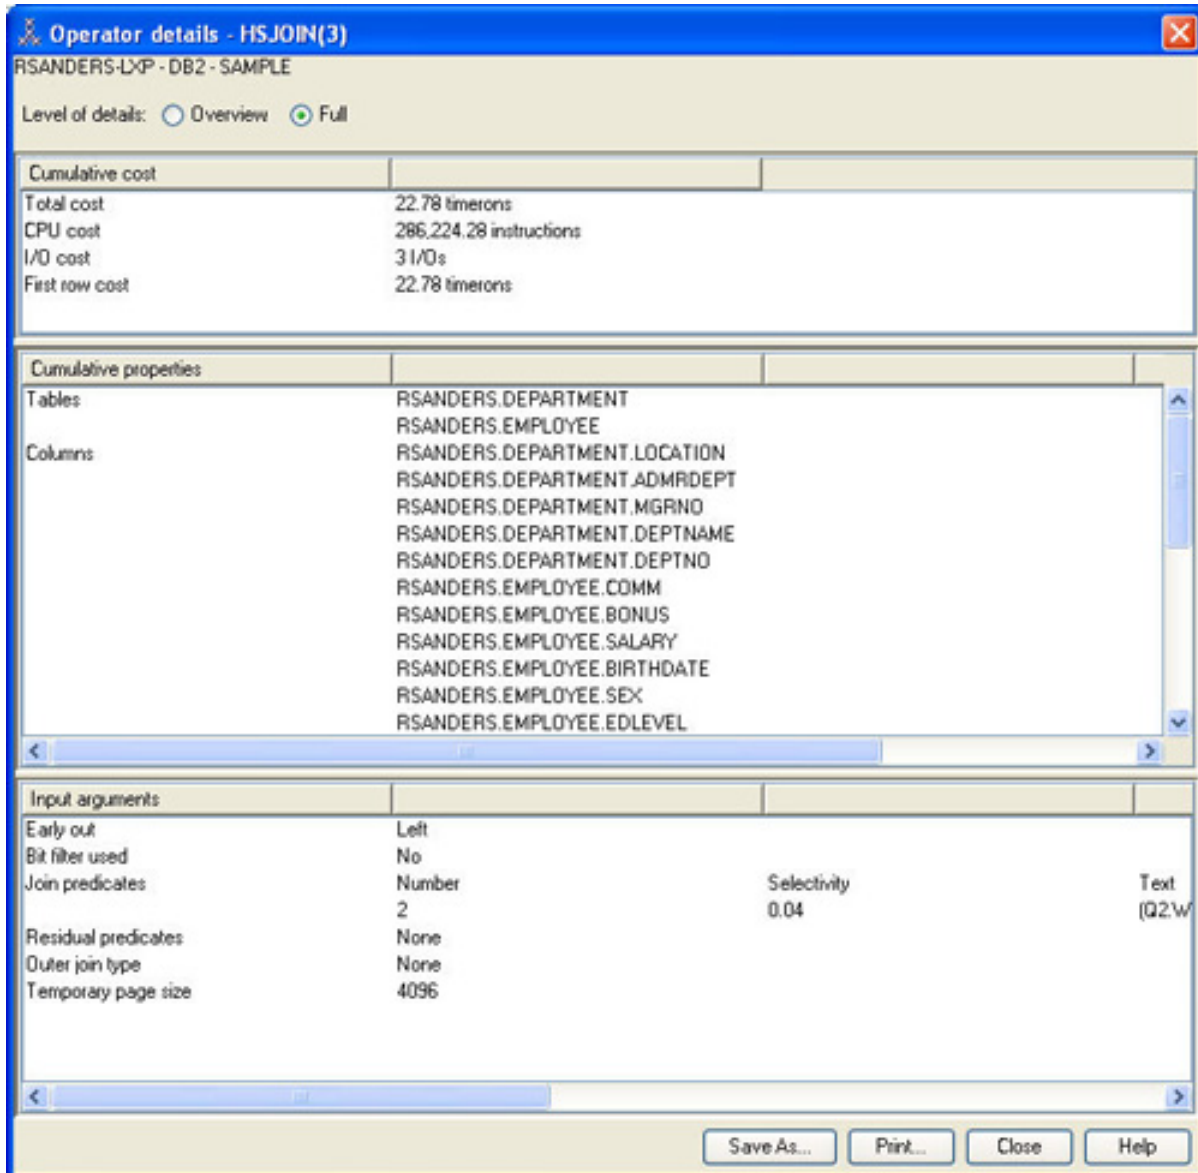 Operator details - HSJOIN(3)
RSANDERS-LXP - DB2 - SAMPLE
Level of details: Overview Full
Cumulative cost
Total cost 22.78 timerons
CPU cost 286,224.28 instructions
I/O cost 3 I/Os
First row cost 22.78 timerons
Cumulative properties
Tables RSANDERS.DEPARTMENT
RSANDERS.EMPLOYEE
Columns RSANDERS.DEPARTMENT.LOCATION
RSANDERS.DEPARTMENT.ADMRDEPT
RSANDERS.DEPARTMENT.MGRNO
RSANDERS.DEPARTMENT.DEPTNAME
RSANDERS.DEPARTMENT.DEPTNO
RSANDERS.EMPLOYEE.COMM
RSANDERS.EMPLOYEE.BONUS
RSANDERS.EMPLOYEE.SALARY
RSANDERS.EMPLOYEE.BIRTHDATE
RSANDERS.EMPLOYEE.SEX
RSANDERS.EMPLOYEE.EDLEVEL
Input arguments
Early out Left
Bit filter used No
Join predicates Number Selectivity Text
2 0.04 (Q2.W
Residual predicates None
Outer join type None
Temporary page size 4096
Save As... Print... Close Help